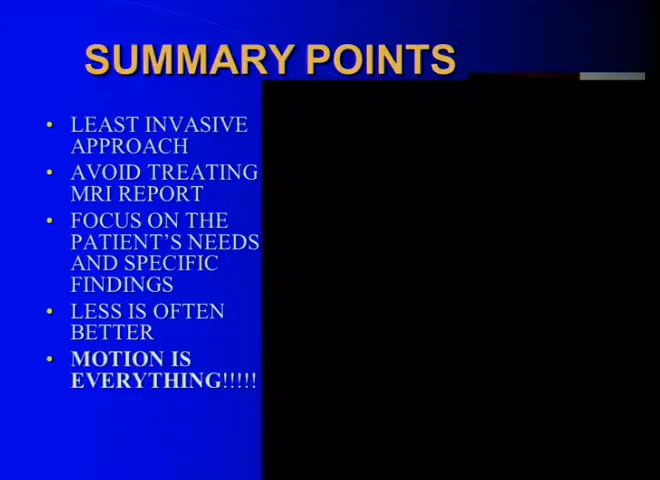 SUMMARY POINTS
• LEAST INVASIVE
APPROACH
• AVOID TREATING
MRI REPORT
• FOCUS ON THE
PATIENT'S NEEDS
AND SPECIFIC
FINDINGS
• LESS IS OFTEN
BETTER
• MOTION IS
EVERYTHING!!!!!